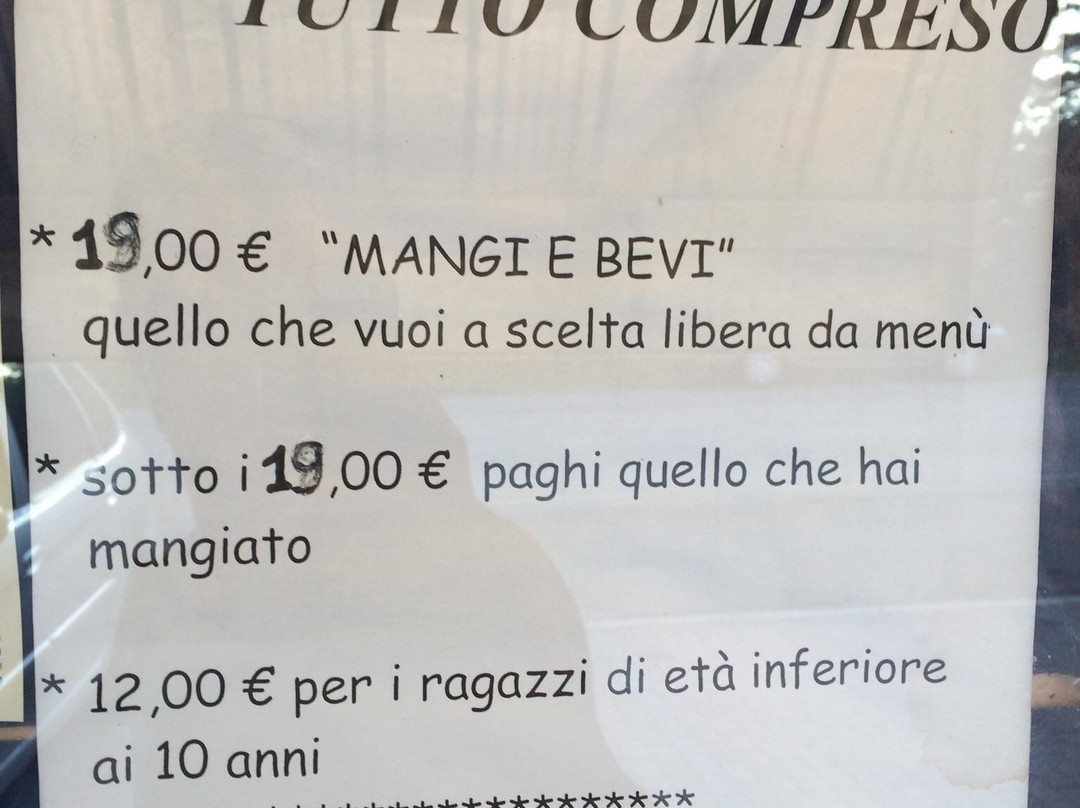 TUTTO COMPRESO
* 19,00 € "MANGI E BEVI"
quello che vuoi a scelta libera da menù
* sotto i 19,00 € paghi quello che hai
mangiato
* 12,00 € per i ragazzi di età inferiore
ai 10 anni
******************